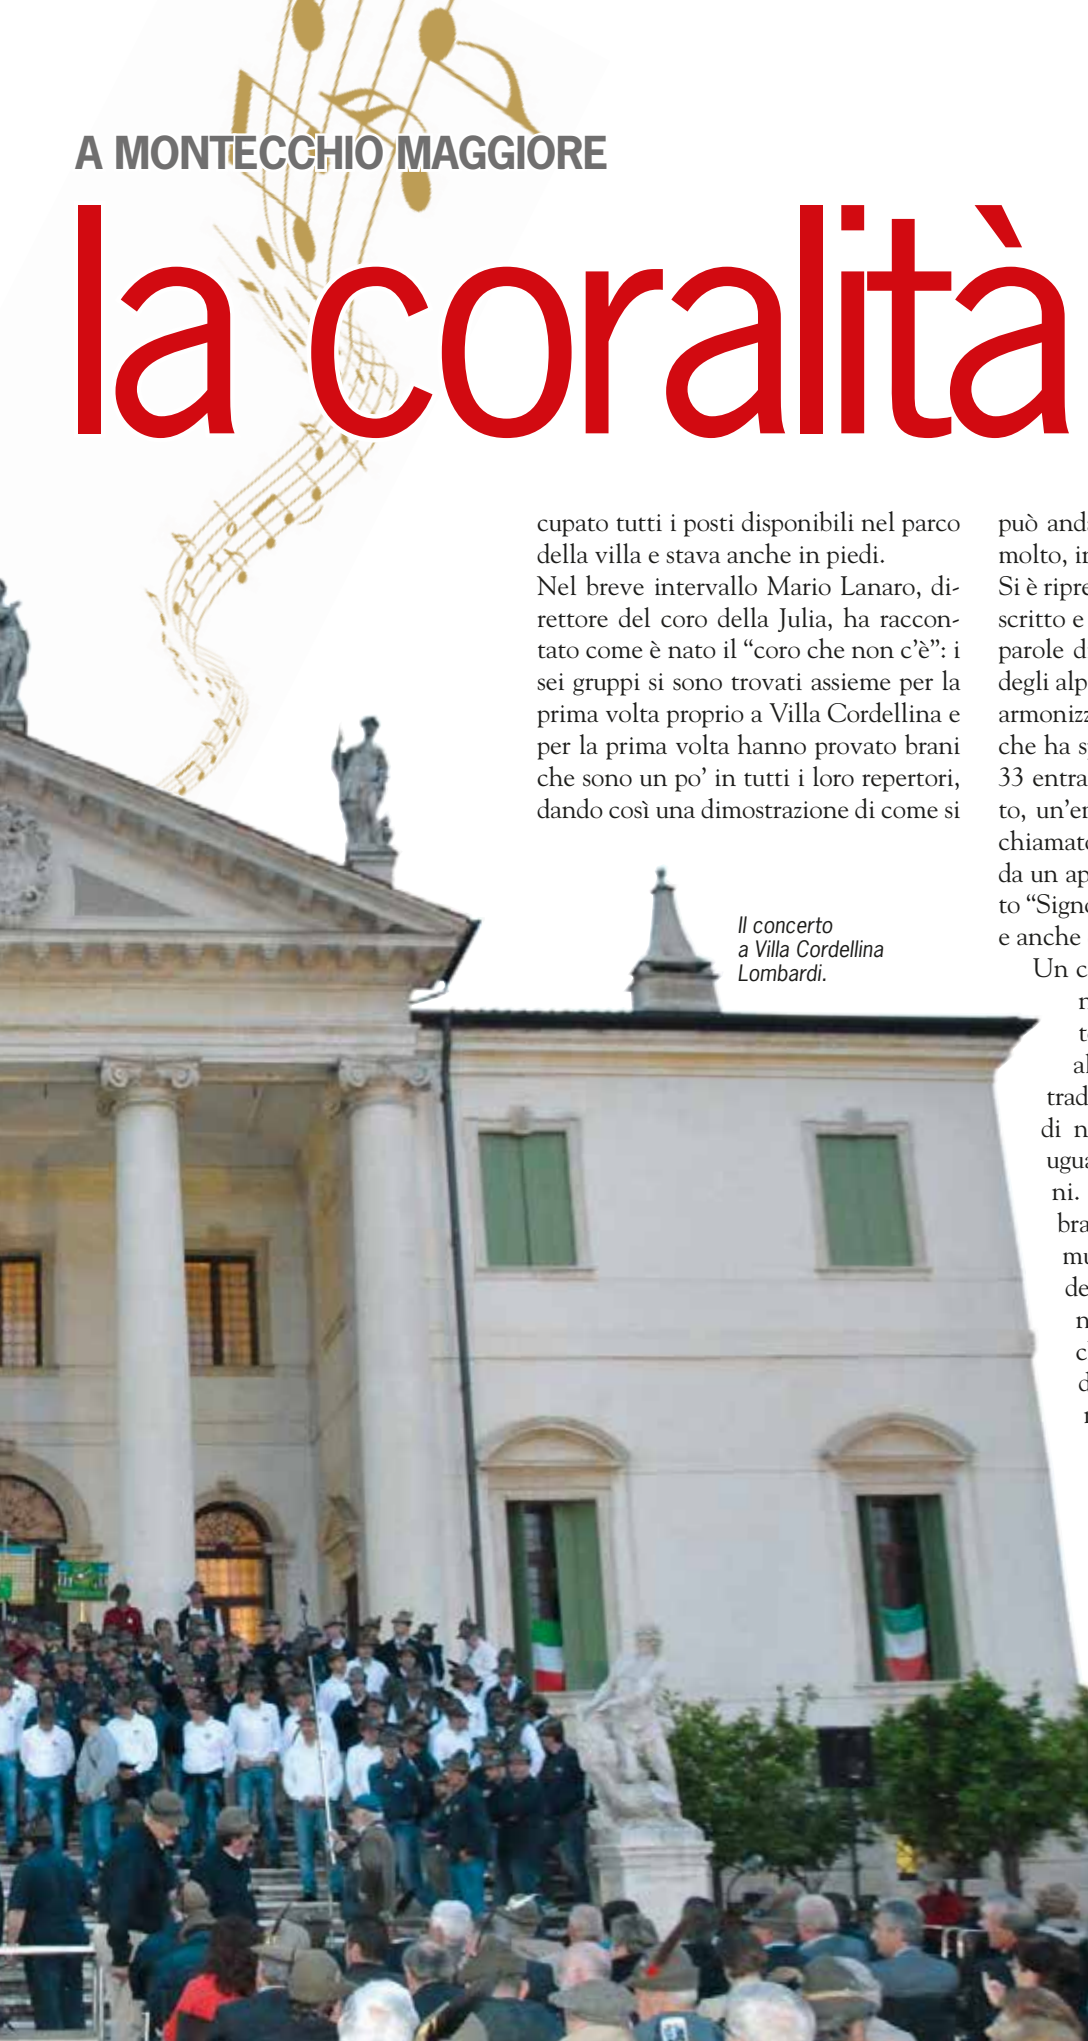 A MONTECCHIO MAGGIORE
la coralità
cupato tutti i posti disponibili nel parco
della villa e stava anche in piedi.
Nel breve intervallo Mario Lanaro, di-
rettore del coro della Julia, ha raccon-
tato come è nato il “coro che non c’è”: i
sei gruppi si sono trovati assieme per la
prima volta proprio a Villa Cordellina e
per la prima volta hanno provato brani
che sono un po’ in tutti i loro repertori,
dando così una dimostrazione di come si
Il concerto
a Villa Cordellina
Lombardi.
può
molto,
Si è
scritto e
parole
degli
che ha
33
to,
da un
to
e anche
Un
di
ni.